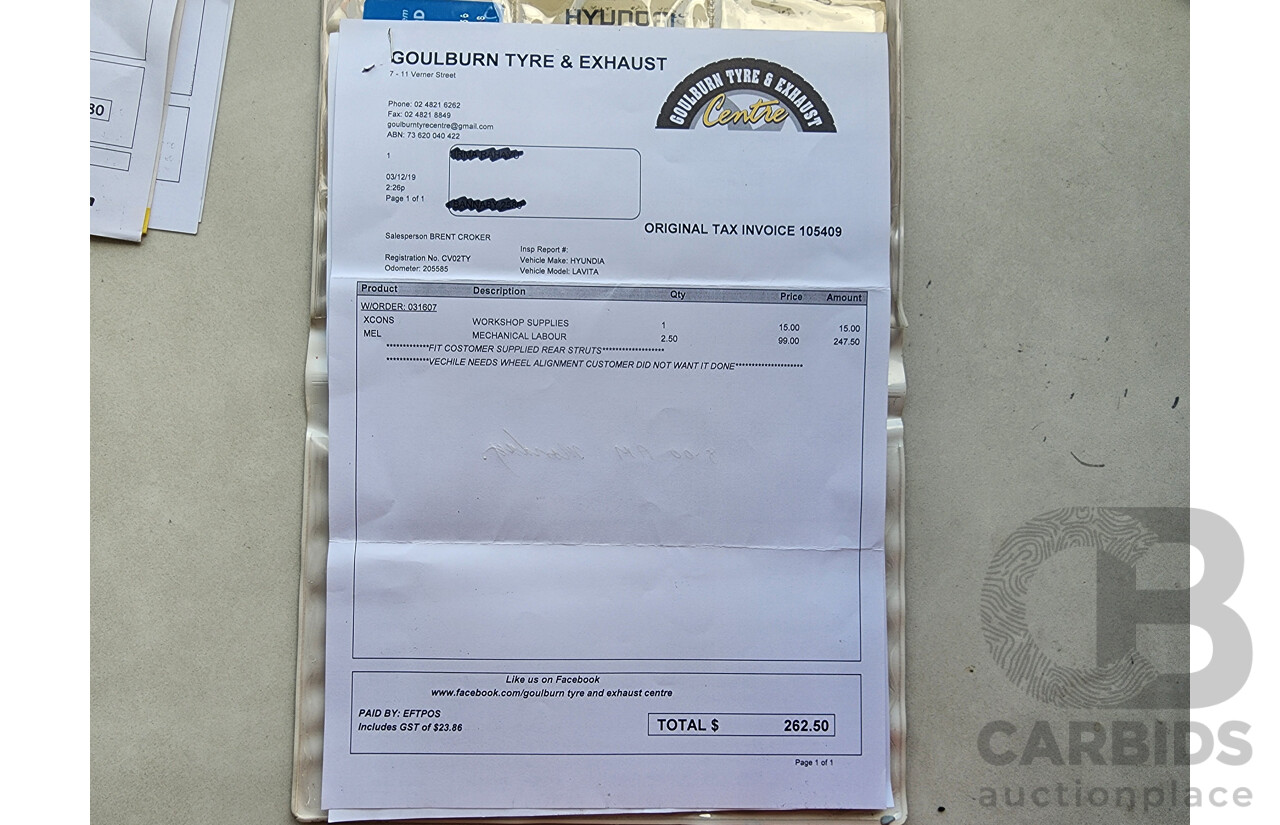 HYUNDAI
GOULBURN TYRE & EXHAUST
7 - 11 Verner Street
GOULBURN TYRE & EXHAUST
Centre
Phone: 02 4821 6262
Fax: 02 4821 8849
goulburntyrecentre@gmail.com
ABN: 73 620 040 422
1
03/12/19
2:26p
Page 1 of 1
ORIGINAL TAX INVOICE 105409
Salesperson BRENT CROKER
Insp Report #:
Registration No. CV02TY
Vehicle Make: HYUNDIA
Odometer: 205585
Vehicle Model: LAVITA
Product Description Qty Price Amount
W/ORDER: 031607
XCONS WORKSHOP SUPPLIES 1 15.00 15.00
MEL MECHANICAL LABOUR 2.50 99.00 247.50
*************FIT COSTOMER SUPPLIED REAR STRUTS*******************
*************VECHILE NEEDS WHEEL ALIGNMENT CUSTOMER DID NOT WANT IT DONE*********************
Like us on Facebook
www.facebook.com/goulburn tyre and exhaust centre
PAID BY: EFTPOS
Includes GST of $23.86
TOTAL $ 262.50
Page 1 of 1
CARBIDS
auctionplace